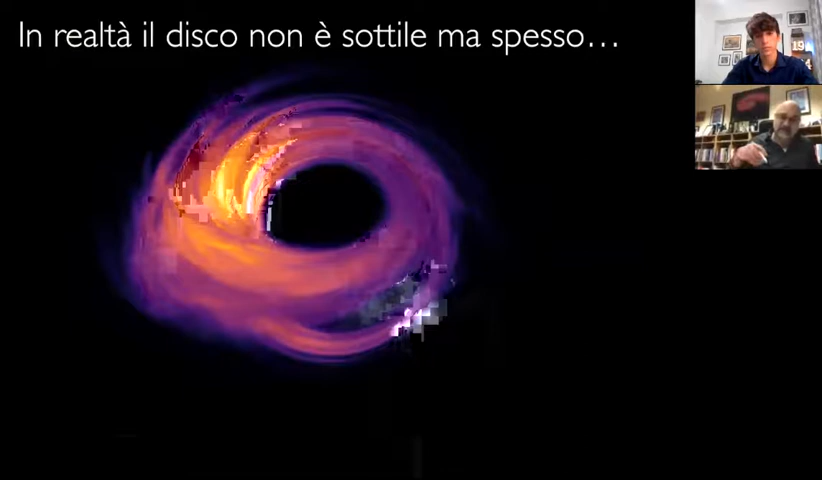 In realtà il disco non è sottile ma spesso…